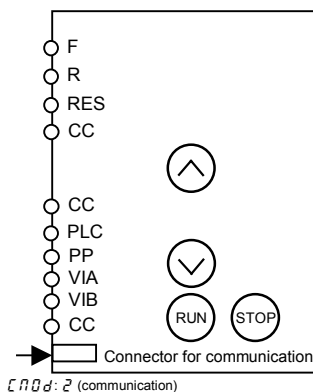 F
R
RES
CC
CC
PLC
PP
VIA
VIB
CC
RUN STOP
Connector for communication
CMOd: 2 (communication)